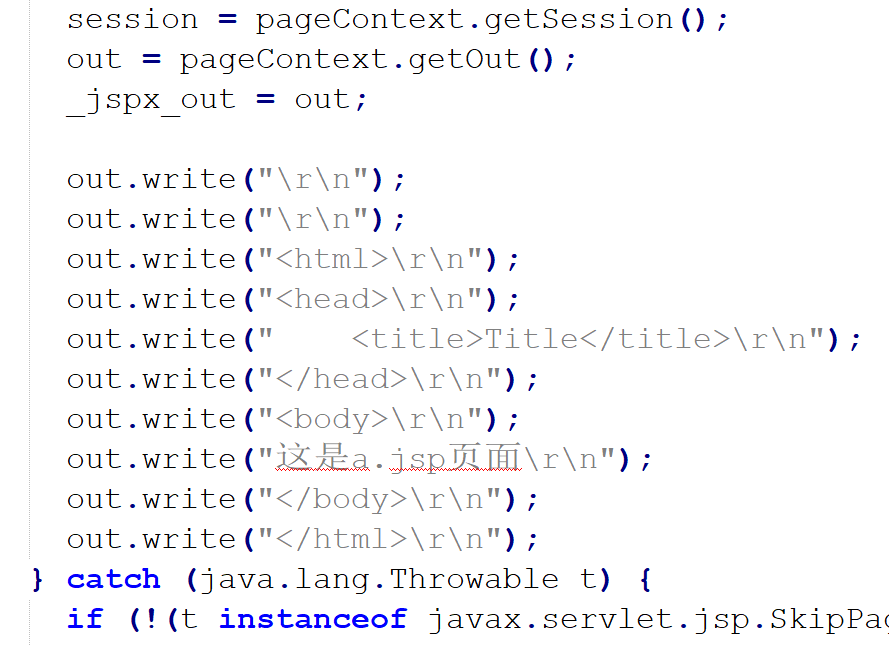 session = pageContext.getSession();
out = pageContext.getOut();
_jspx_out = out;
out.write("\r\n");
out.write("\r\n");
out.write("<html>\r\n");
out.write("<head>\r\n");
out.write("    <title>Title</title>\r\n");
out.write("</head>\r\n");
out.write("<body>\r\n");
out.write("这是a.jsp页面\r\n");
out.write("</body>\r\n");
out.write("</html>\r\n");
} catch (java.lang.Throwable t) {
if (!(t instanceof javax.servlet.jsp.SkipPag